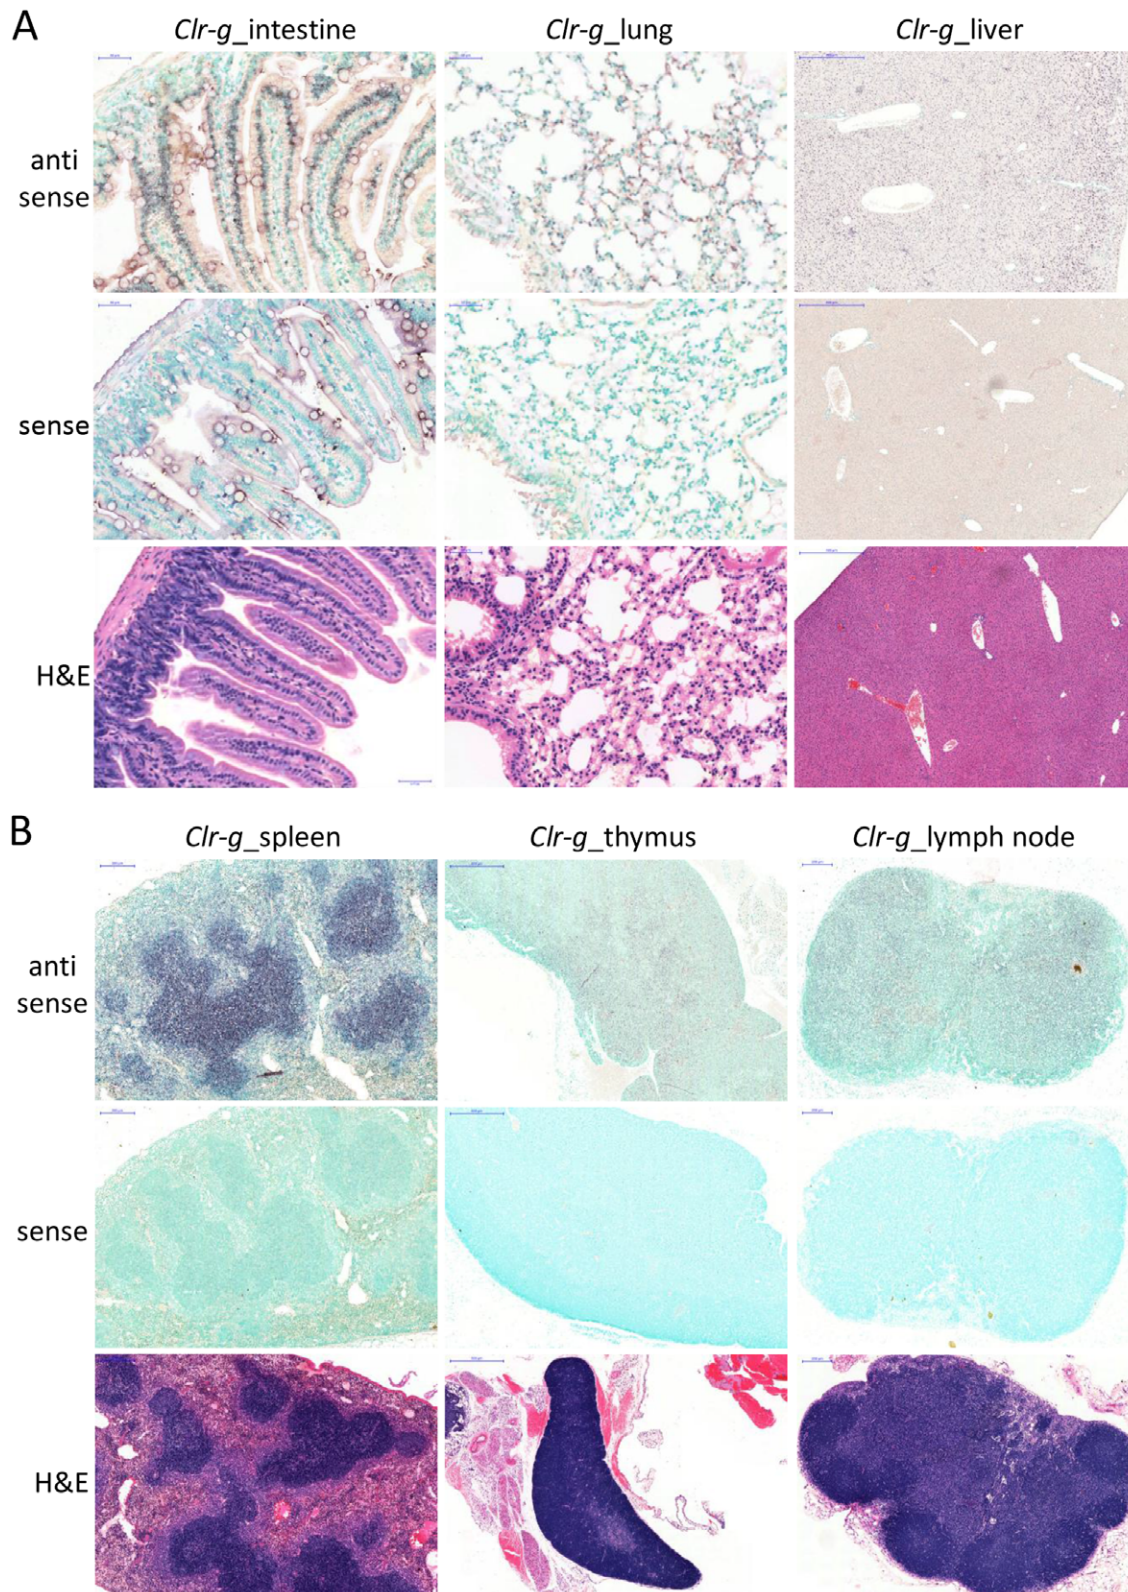 A
Clr-g_intestine
Clr-g_lung
Clr-g_liver
anti
sense
sense
H&E
B
Clr-g_spleen
Clr-g_thymus
Clr-g_lymph node
anti
sense
sense
H&E